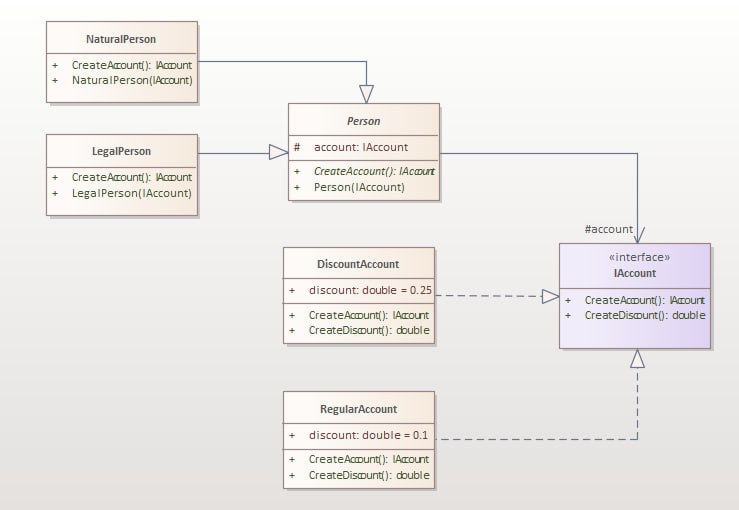 NaturalPerson
+ CreateAccount(): IAccount
+ NaturalPerson(IAccount)
LegalPerson
+ CreateAccount(): IAccount
+ LegalPerson(IAccount)
Person
# account: IAccount
+ CreateAccount(): IAccount
+ Person(IAccount)
#account
«interface»
IAccount
+ CreateAccount(): IAccount
+ CreateDiscount(): double
DiscountAccount
+ discount: double = 0.25
+ CreateAccount(): IAccount
+ CreateDiscount(): double
RegularAccount
+ discount: double = 0.1
+ CreateAccount(): IAccount
+ CreateDiscount(): double